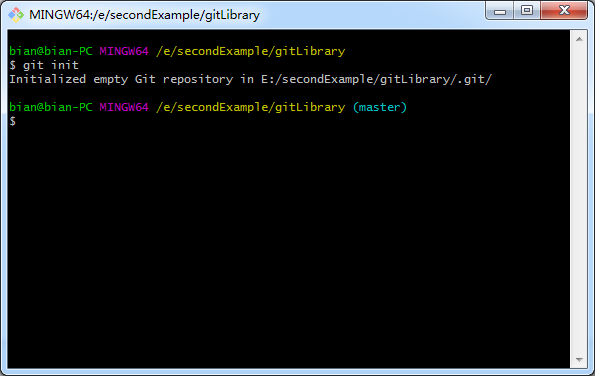 MINGW64:/e/secondExample/gitLibrary
bian@bian-PC MINGW64 /e/secondExample/gitLibrary
$ git init
Initialized empty Git repository in E:/secondExample/gitLibrary/.git/
bian@bian-PC MINGW64 /e/secondExample/gitLibrary (master)
$